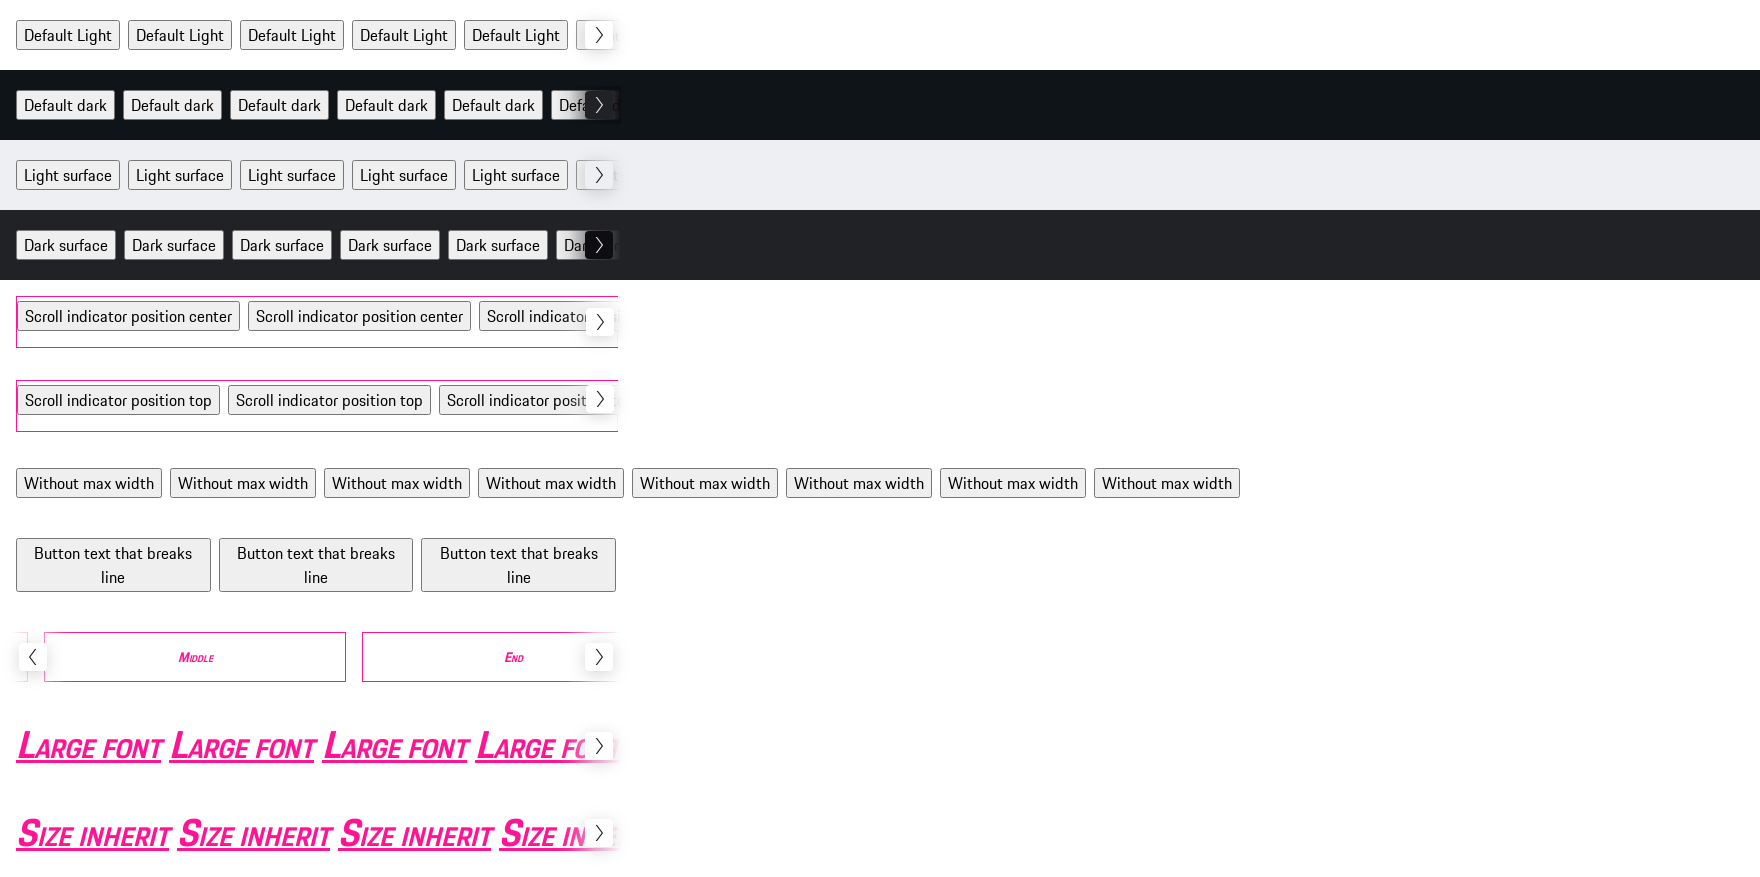 Default Light Default Light Default Light Default Light Default Light
Default dark Default dark Default dark Default dark Default dark
Light surface Light surface Light surface Light surface Light surface
Dark surface Dark surface Dark surface Dark surface Dark surface
Scroll indicator position center Scroll indicator position center Scroll indicator
Scroll indicator position top Scroll indicator position top Scroll indicator
Without max width Without max width Without max width Without max width Without max width Without max width Without max width Without max width
Button text that breaks line Button text that breaks line Button text that breaks line
Middle End
Large font Large font Large font Large font
Size inherit Size inherit Size inherit Size